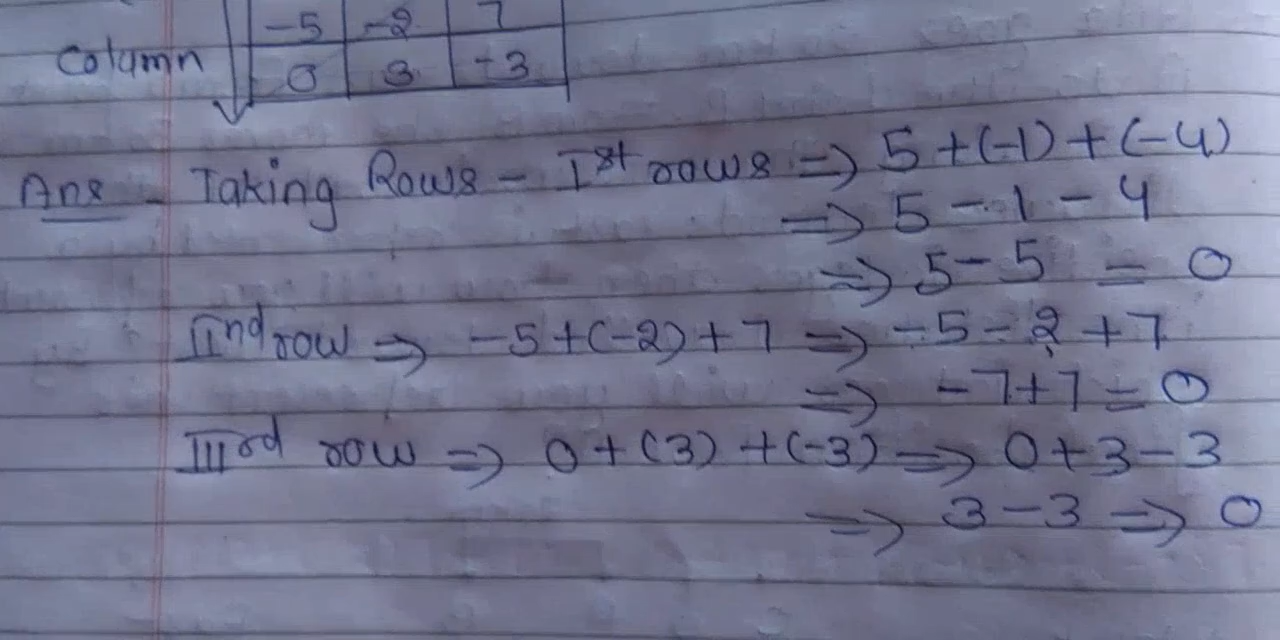 -5 -2 7
Column 0 3 -3
Ans - Taking Rows - Ist rows => 5 + (-1) + (-4)
=> 5 - 1 - 4
=> 5 - 5 = 0
IInd row => -5 + (-2) + 7 => -5 - 2 + 7
=> -7 + 7 = 0
IIIrd row => 0 + (3) + (-3) => 0 + 3 - 3
=> 3 - 3 => 0